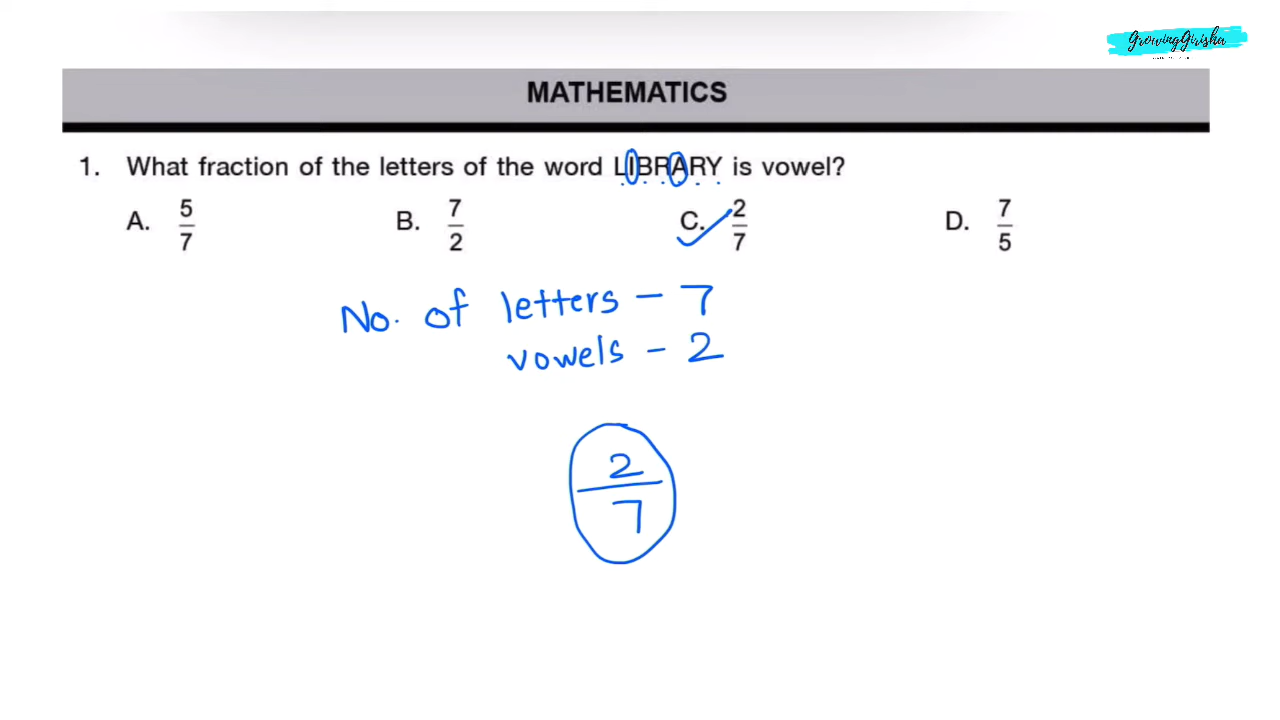 GrowingGirisha
MATHEMATICS
1. What fraction of the letters of the word LIBRARY is vowel?
A. 5/7 B. 7/2 C. 2/7 D. 7/5
No. of letters – 7
vowels – 2
2
7